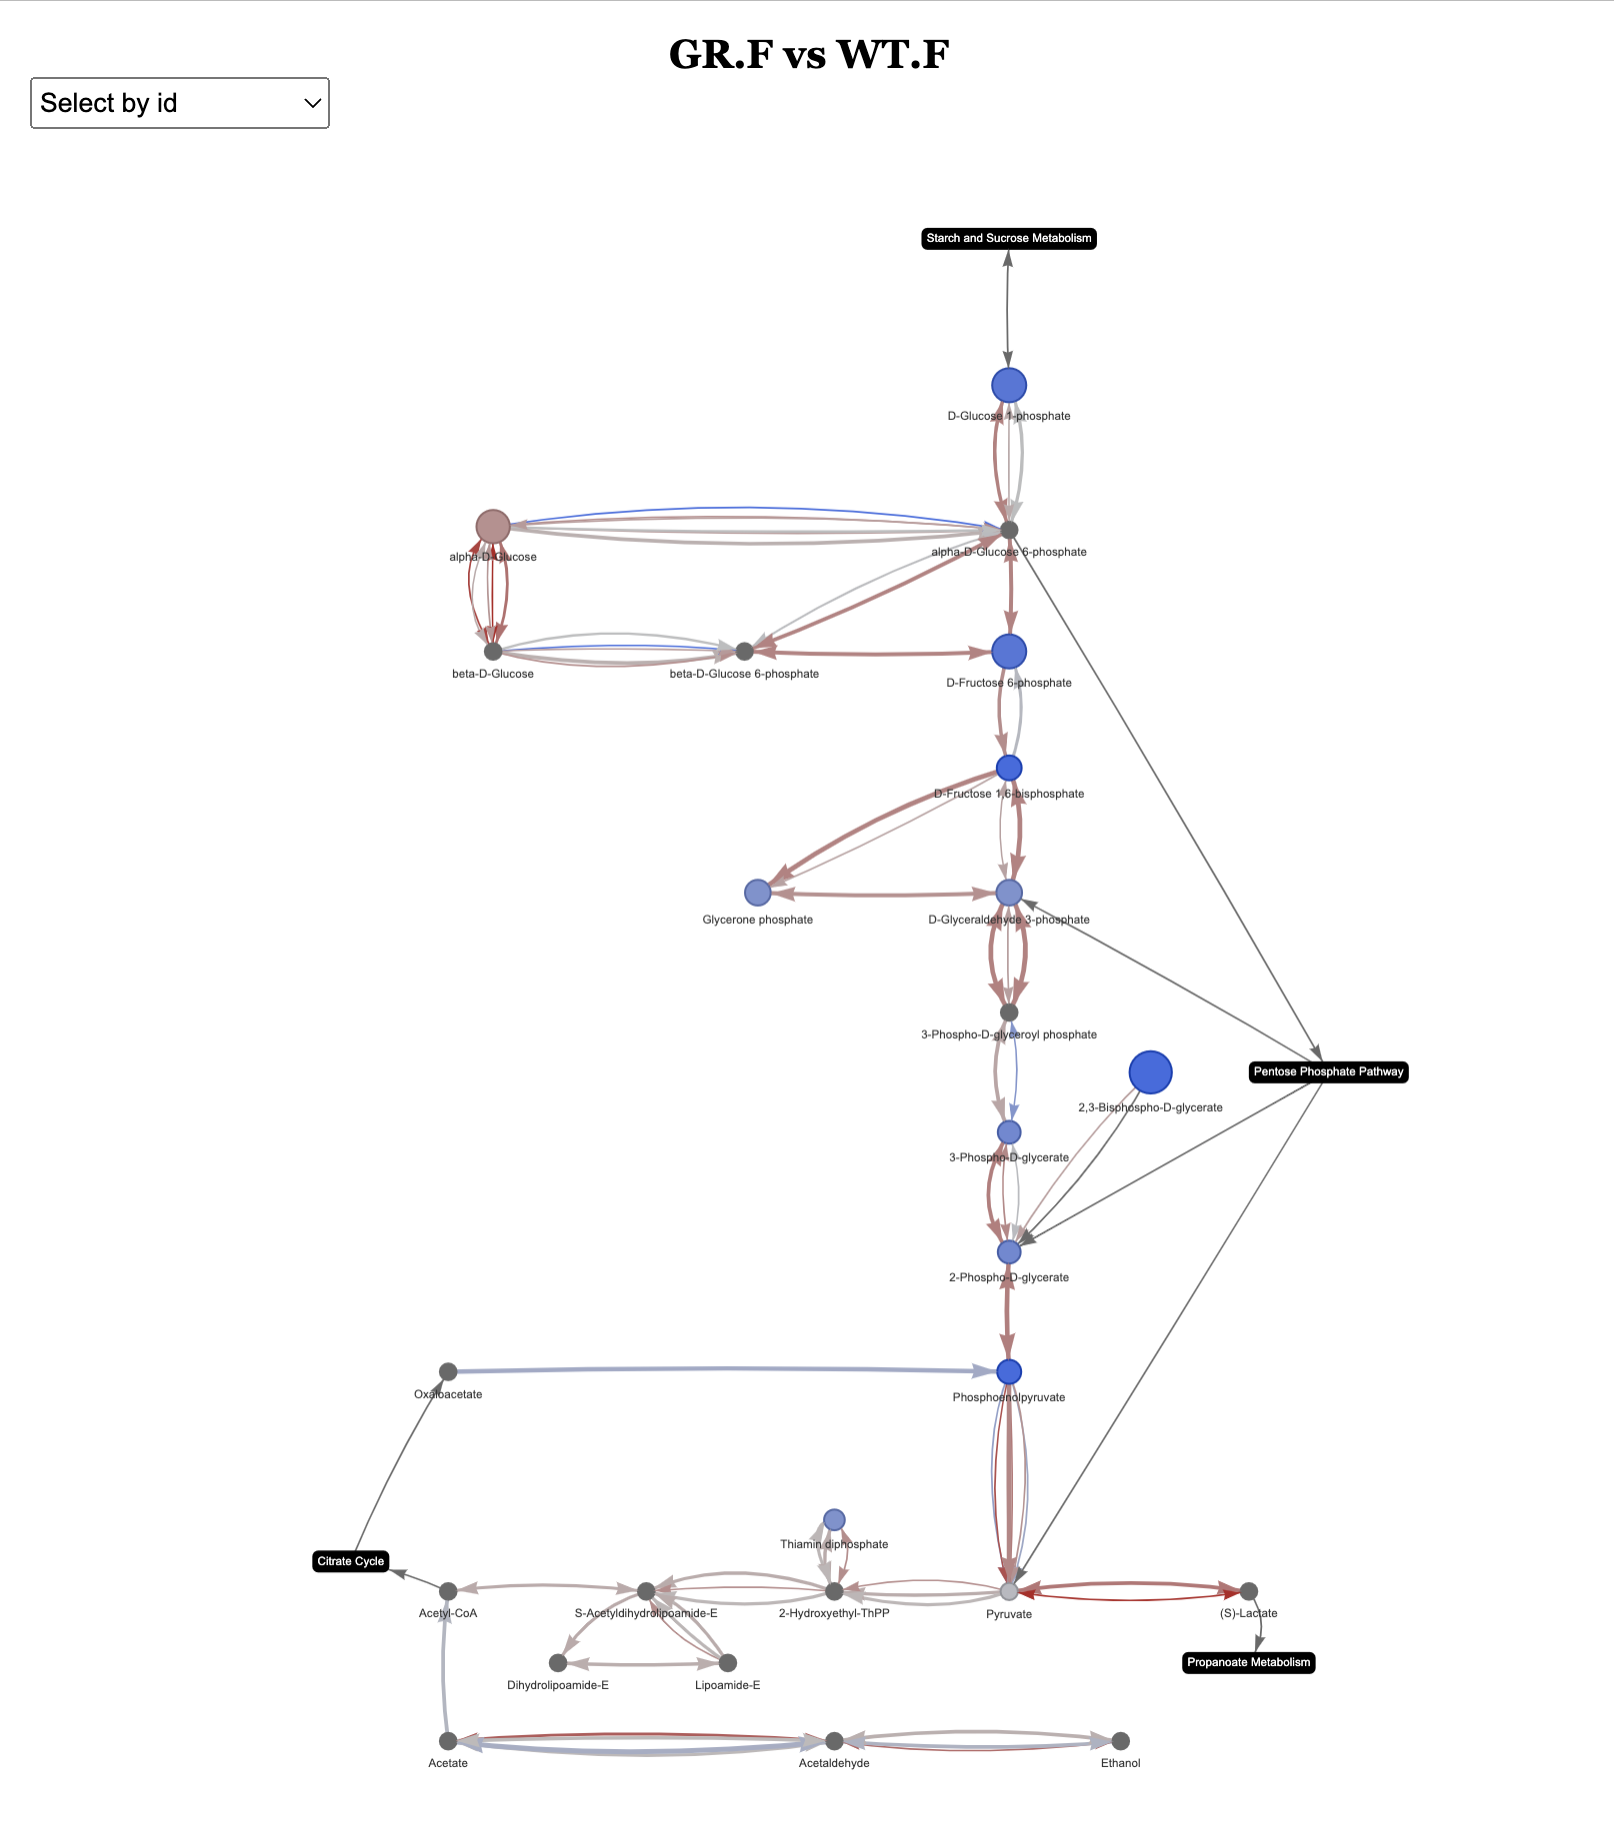 GR.F vs WT.F
Select by id
Starch and Sucrose Metabolism
D-Glucose 1-phosphate
alpha-D-Glucose
alpha-D-Glucose 6-phosphate
beta-D-Glucose
beta-D-Glucose 6-phosphate
D-Fructose 6-phosphate
D-Fructose 1,6-bisphosphate
Glycerone phosphate
D-Glyceraldehyde 3-phosphate
3-Phospho-D-glyceroyl phosphate
Pentose Phosphate Pathway
2,3-Bisphospho-D-glycerate
3-Phospho-D-glycerate
2-Phospho-D-glycerate
Oxaloacetate
Phosphoenolpyruvate
Thiamin diphosphate
Citrate Cycle
Acetyl-CoA
S-Acetyldihydrolipoamide-E
2-Hydroxyethyl-ThPP
Pyruvate
(S)-Lactate
Propanoate Metabolism
Dihydrolipoamide-E
Lipoamide-E
Acetate
Acetaldehyde
Ethanol